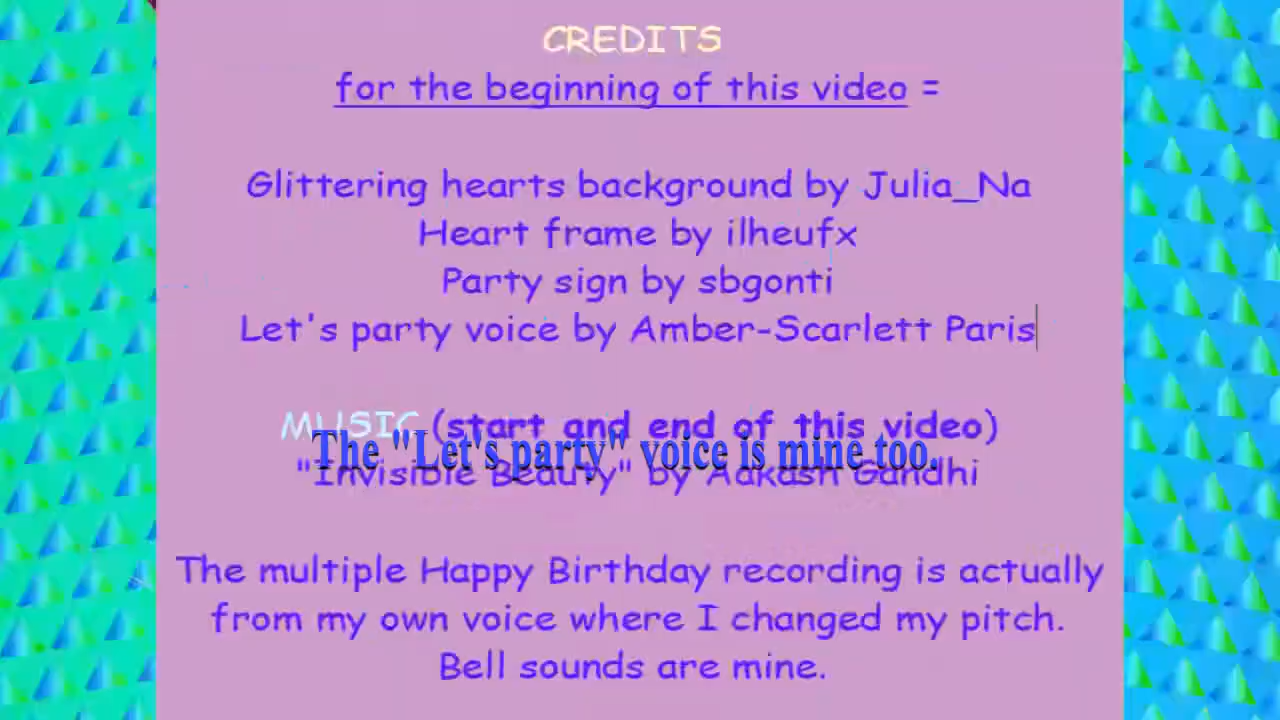 CREDITS
for the beginning of this video =
Glittering hearts background by Julia_Na
Heart frame by ilheufx
Party sign by sbgonti
Let's party voice by Amber-Scarlett Paris
MUSIC (start and end of this video)
The "Let's party" voice is mine too.
"Invisible Beauty" by Aakash Gandhi
The multiple Happy Birthday recording is actually
from my own voice where I changed my pitch.
Bell sounds are mine.